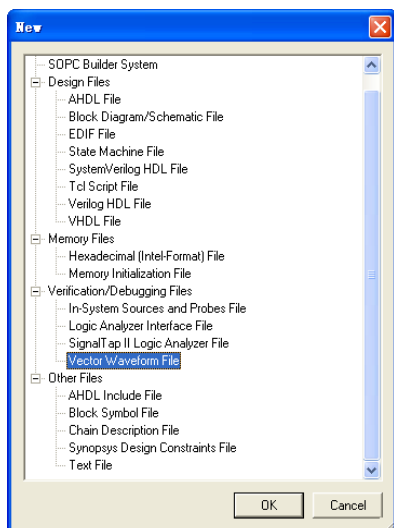 New
SOPC Builder System
Design Files
AHDL File
Block Diagram/Schematic File
EDIF File
State Machine File
SystemVerilog HDL File
Tcl Script File
Verilog HDL File
VHDL File
Memory Files
Hexadecimal (Intel-Format) File
Memory Initialization File
Verification/Debugging Files
In-System Sources and Probes File
Logic Analyzer Interface File
SignalTap II Logic Analyzer File
Vector Waveform File
Other Files
AHDL Include File
Block Symbol File
Chain Description File
Synopsys Design Constraints File
Text File
OK Cancel